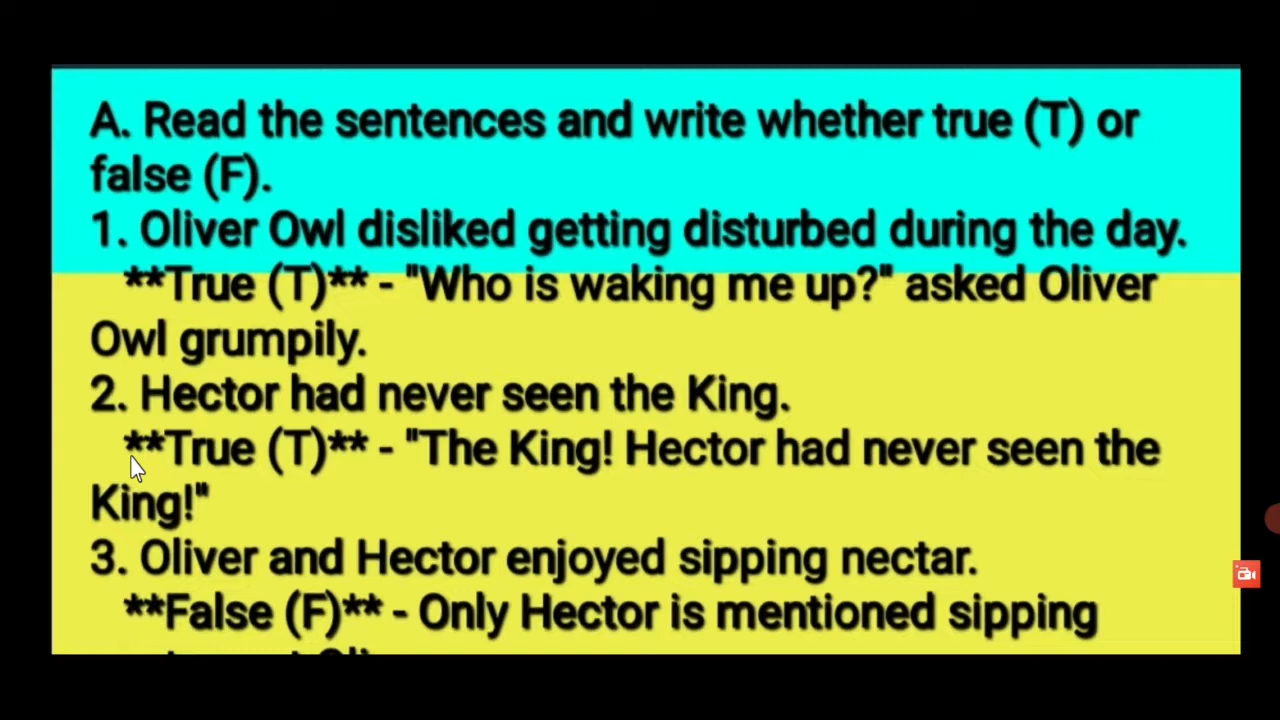 A. Read the sentences and write whether true (T) or
false (F).
1. Oliver Owl disliked getting disturbed during the day.
**True (T)** - "Who is waking me up?" asked Oliver
Owl grumpily.
2. Hector had never seen the King.
**True (T)** - "The King! Hector had never seen the
King!"
3. Oliver and Hector enjoyed sipping nectar.
**False (F)** - Only Hector is mentioned sipping